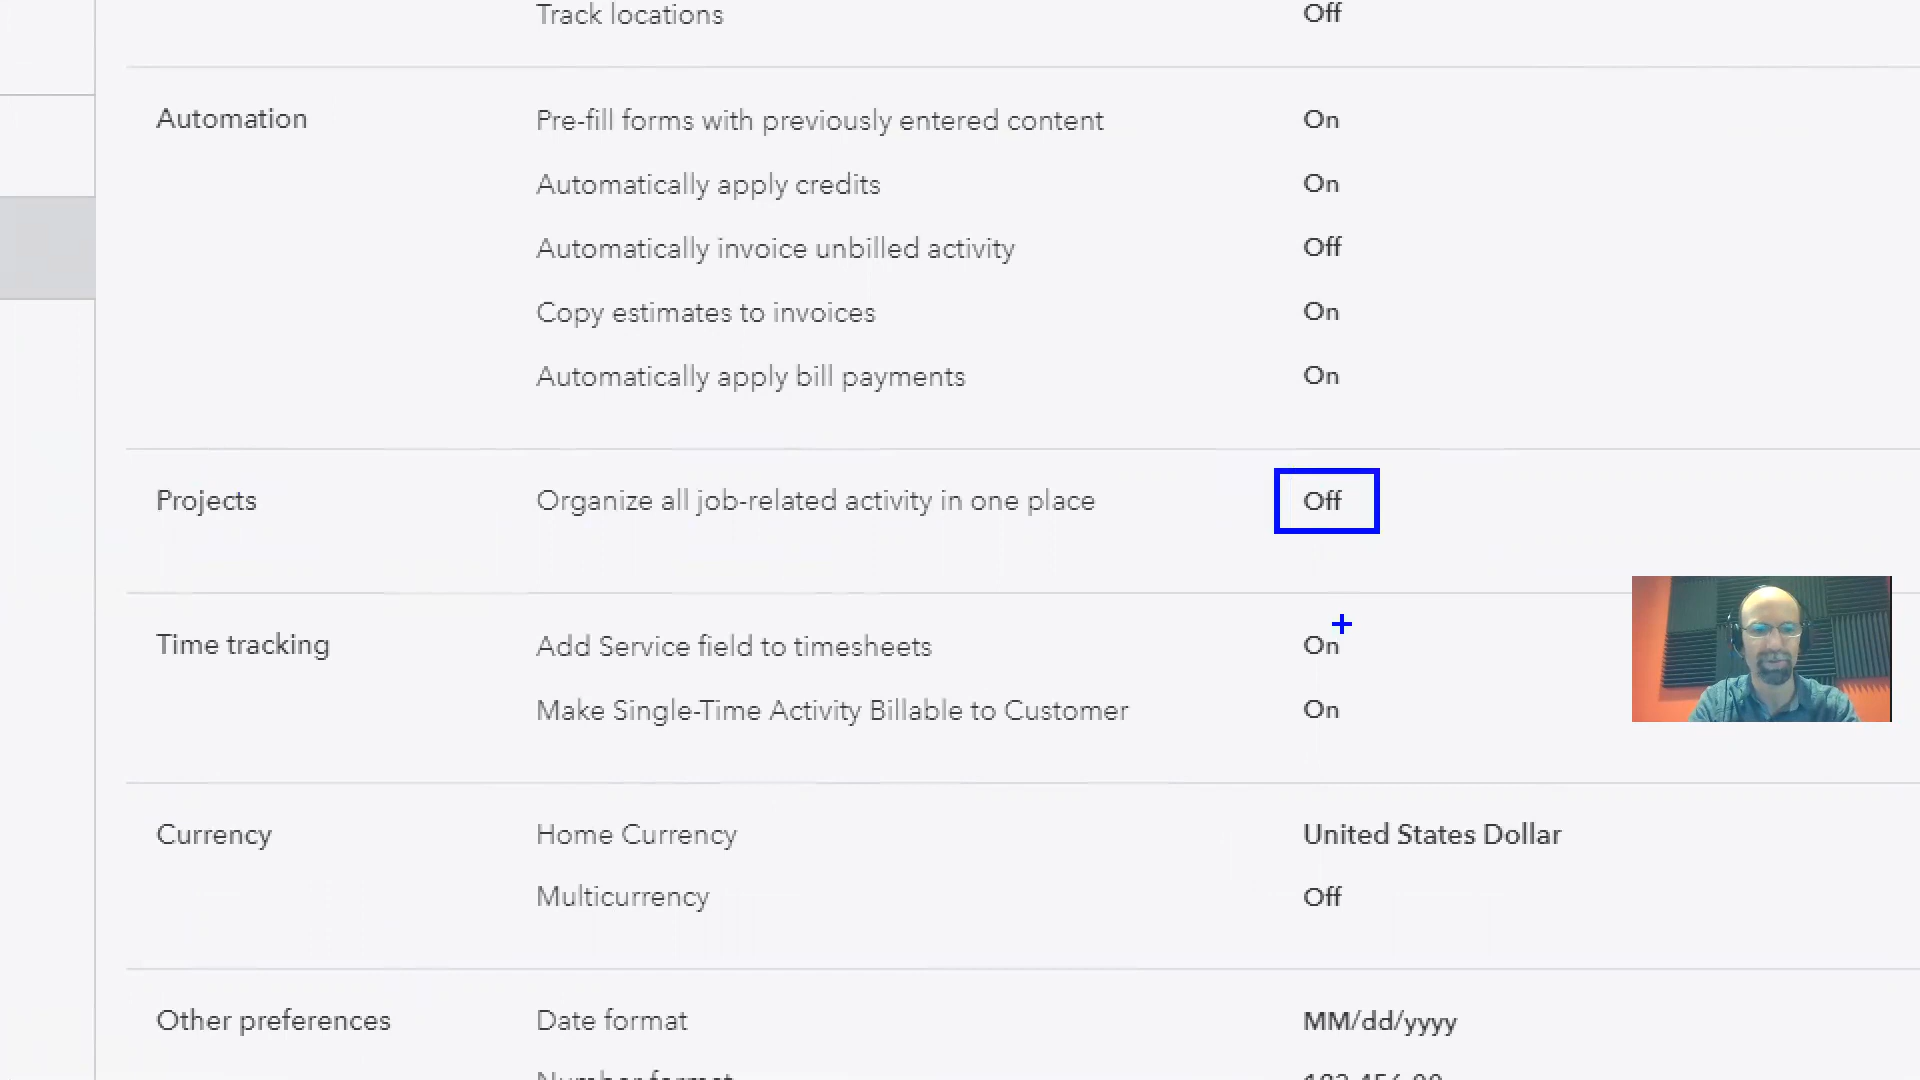 Track locations Off
Automation Pre-fill forms with previously entered content On
Automatically apply credits On
Automatically invoice unbilled activity Off
Copy estimates to invoices On
Automatically apply bill payments On
Projects Organize all job-related activity in one place Off
Time tracking Add Service field to timesheets On
Make Single-Time Activity Billable to Customer On
Currency Home Currency United States Dollar
Multicurrency Off
Other preferences Date format MM/dd/yyyy
Number format